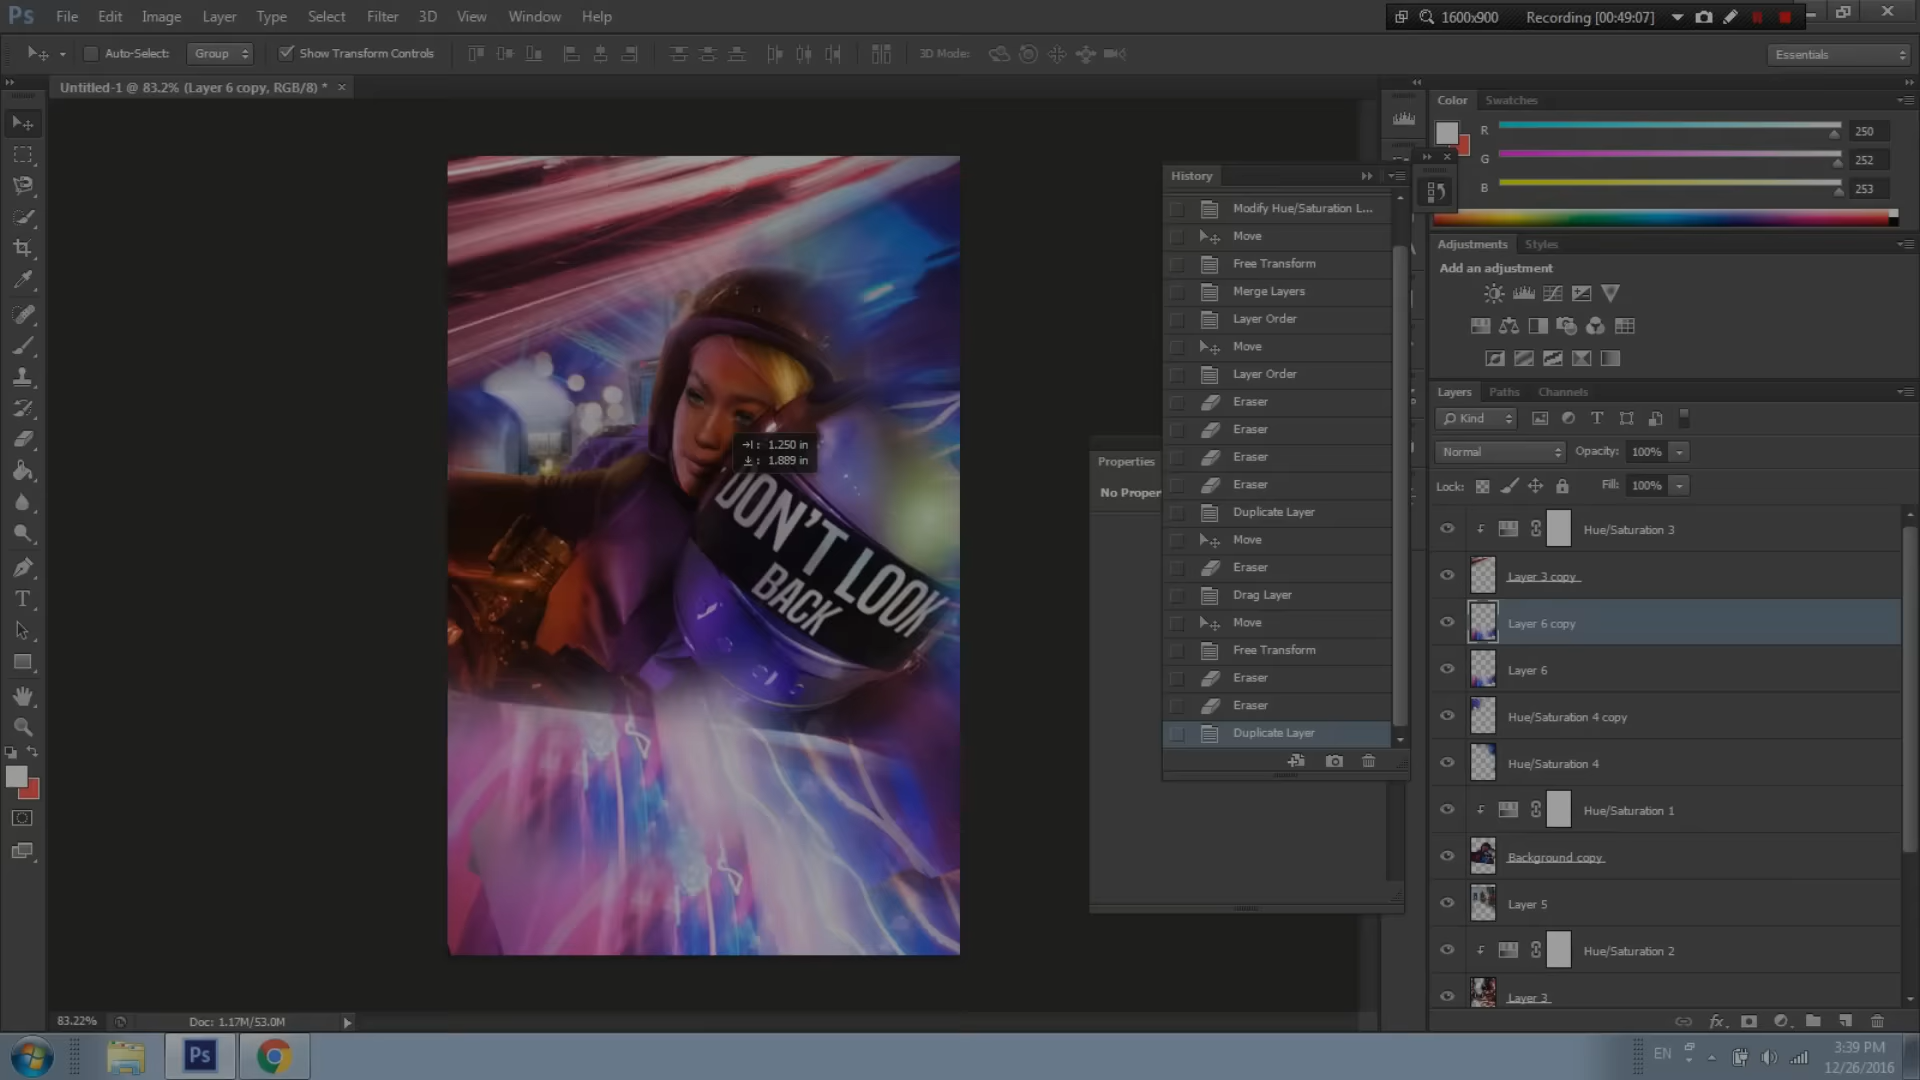 Ps File Edit Image Layer Type Select Filter 3D View Window Help
1600x900 Recording [00:49:07]
Auto-Select: Group Show Transform Controls 3D Mode: Essentials
Untitled-1 @ 83.2% (Layer 6 copy, RGB/8) * ×
Color Swatches
R 250
G 252
B 253
History
Modify Hue/Saturation L...
Move
Free Transform
Merge Layers
Layer Order
Move
Layer Order
Eraser
Eraser
Eraser
Eraser
Duplicate Layer
Move
Eraser
Drag Layer
Move
Free Transform
Eraser
Eraser
Duplicate Layer
Properties
No Proper
Adjustments Styles
Add an adjustment
Layers Paths Channels
Kind
Normal Opacity: 100%
Lock: Fill: 100%
Hue/Saturation 3
Layer 3 copy
Layer 6 copy
Layer 6
Hue/Saturation 4 copy
Hue/Saturation 4
Hue/Saturation 1
Background copy
Layer 5
Hue/Saturation 2
Layer 3
fx
1.250 in
1.889 in
DON'T LOOK
BACK
83.22% Doc: 1.17M/53.0M
Ps
EN 3:39 PM
12/26/2016